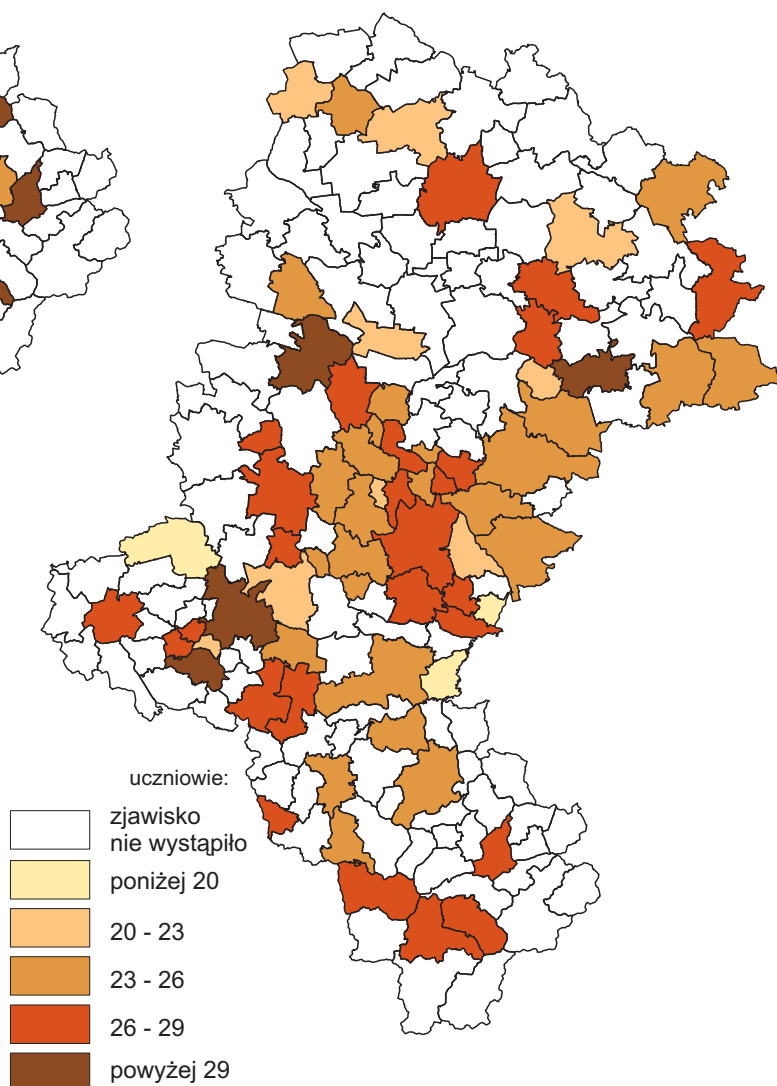 uczniowie:
zjawisko
nie wystąpiło
poniżej 20
20 - 23
23 - 26
26 - 29
powyżej 29